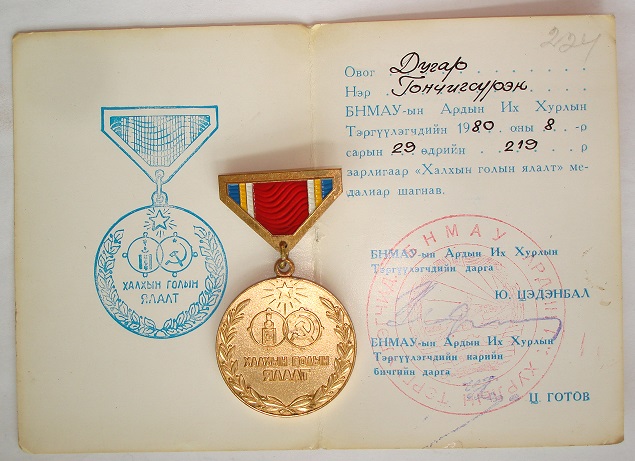 224
Овог Дугар
Нэр Гончигсүрэн
БНМАУ-ын Ардын Их Хурлын
Тэргүүлэгчдийн 1980 оны 8-р
сарын 29 өдрийн 219 р
зарлигаар «Халхын голын ялалт» ме-
далиар шагнав.
БНМАУ-ын Ардын Их Хурлын
Тэргүүлэгчдийн дарга
Ю. ЦЭДЭНБАЛ
БНМАУ-ын Ардын Их Хурлын
Тэргүүлэгчдийн нарийн
бичгийн дарга
Ц ГОТОВ
ХАЛХЫН ГОЛЫН
ЯЛАЛТ
ХАЛХЫН ГОЛЫН
ЯЛАЛТ
БНМАУ
ХУРЛЫН